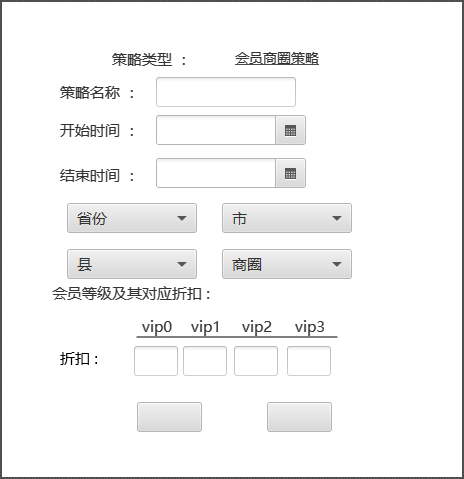 策略类型 ： 会员商圈策略
策略名称 ：
开始时间 ：
结束时间 ：
省份 市
县 商圈
会员等级及其对应折扣：
vip0 vip1 vip2 vip3
折扣：